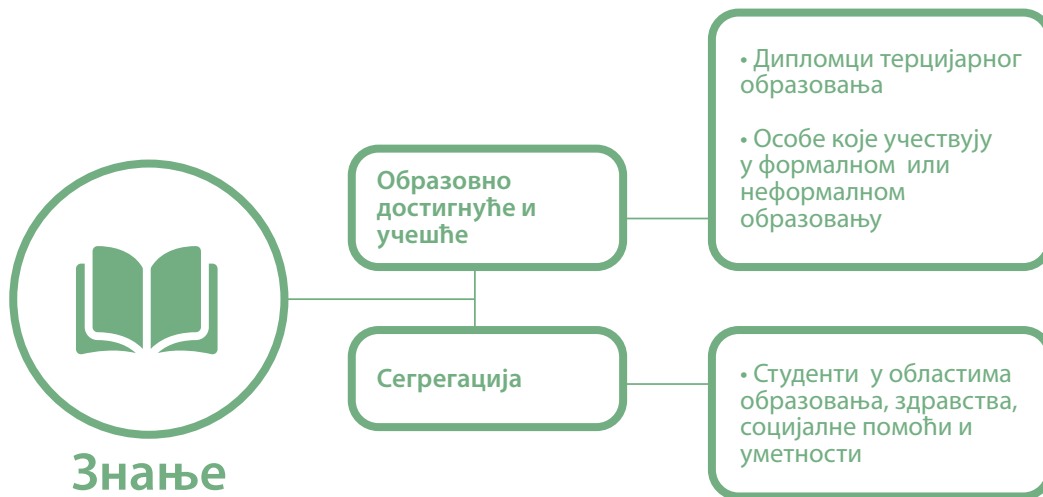 Знање
Образовно
достигнуће и
учешће
• Дипломци терцијарног
образовања
• Особе које учествују
у формалном или
неформалном
образовању
Сегрегација
• Студенти у областима
образовања, здравства,
социјалне помоћи и
уметности